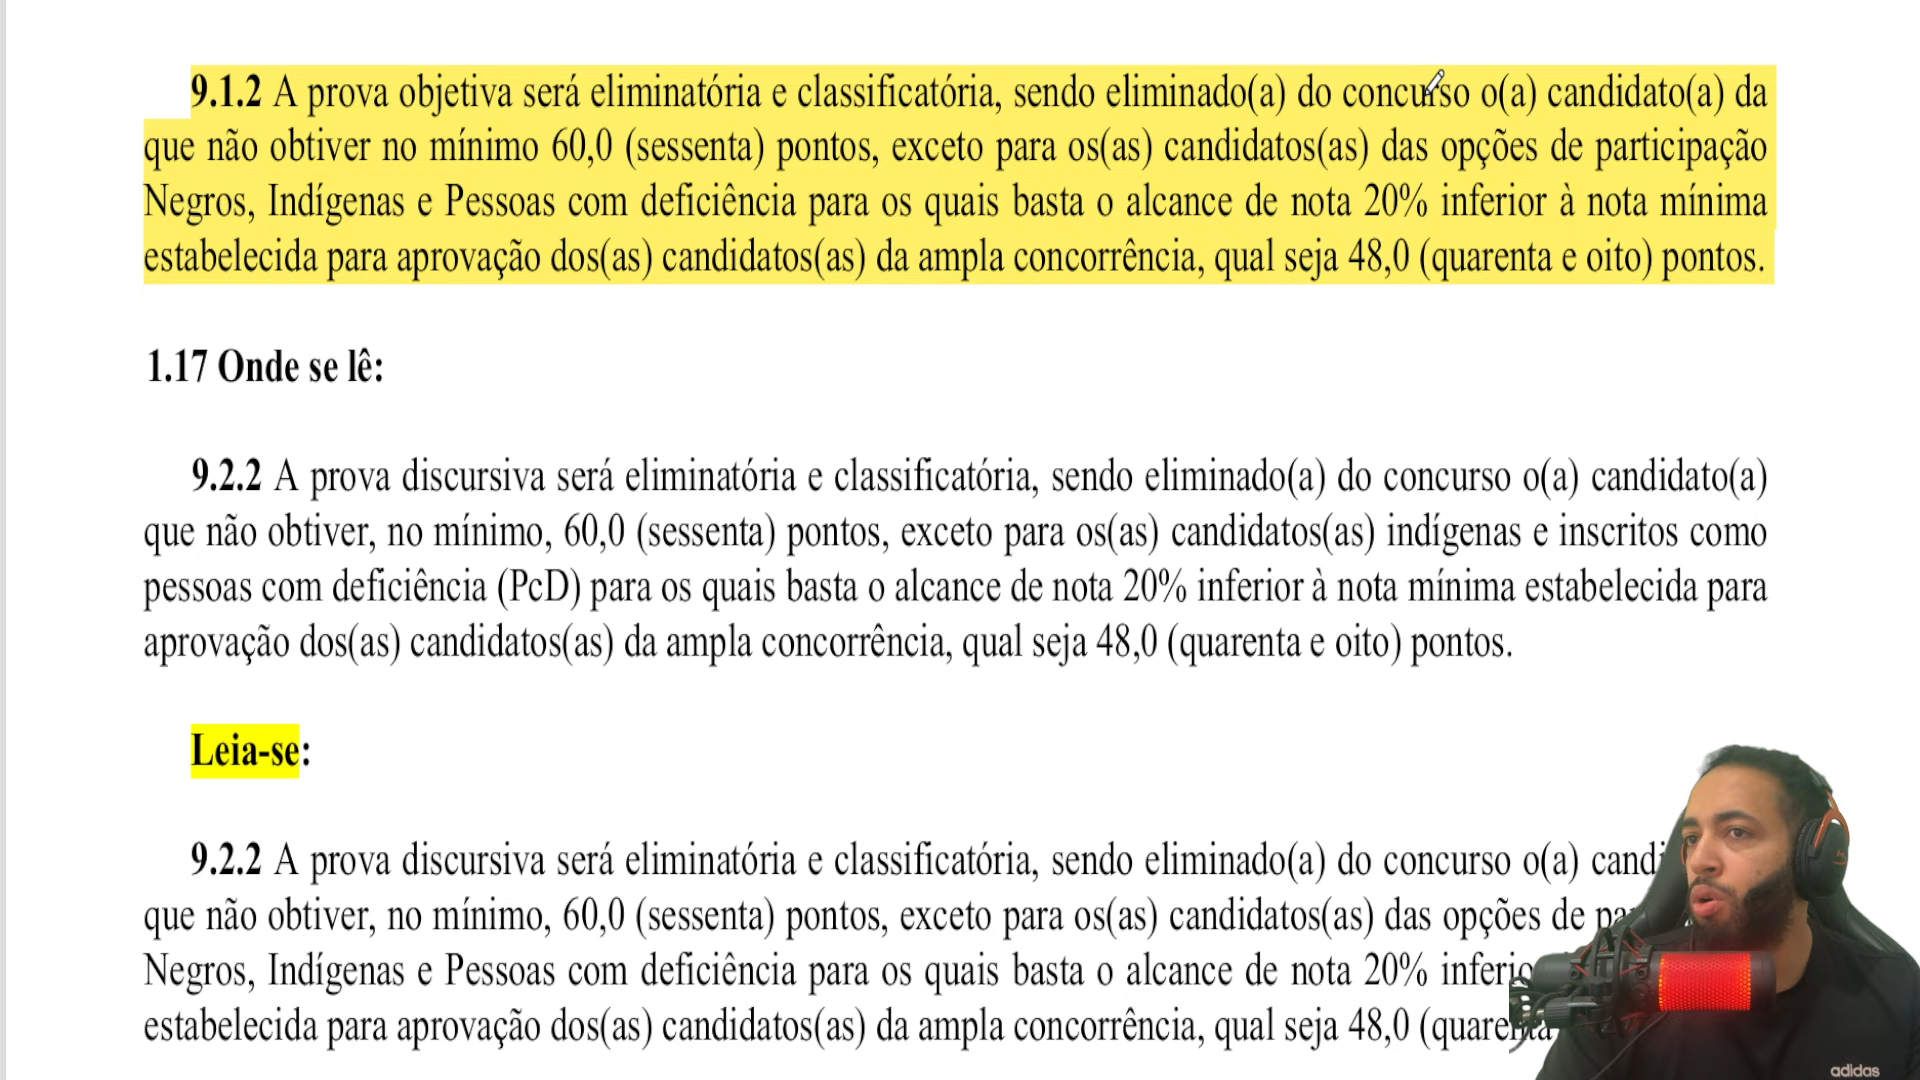 9.1.2 A prova objetiva será eliminatória e classificatória, sendo eliminado(a) do concurso o(a) candidato(a) da
que não obtiver no mínimo 60,0 (sessenta) pontos, exceto para os(as) candidatos(as) das opções de participação
Negros, Indígenas e Pessoas com deficiência para os quais basta o alcance de nota 20% inferior à nota mínima
estabelecida para aprovação dos(as) candidatos(as) da ampla concorrência, qual seja 48,0 (quarenta e oito) pontos.
1.17 Onde se lê:
9.2.2 A prova discursiva será eliminatória e classificatória, sendo eliminado(a) do concurso o(a) candidato(a)
que não obtiver, no mínimo, 60,0 (sessenta) pontos, exceto para os(as) candidatos(as) indígenas e inscritos como
pessoas com deficiência (PcD) para os quais basta o alcance de nota 20% inferior à nota mínima estabelecida para
aprovação dos(as) candidatos(as) da ampla concorrência, qual seja 48,0 (quarenta e oito) pontos.
Leia-se:
9.2.2 A prova discursiva será eliminatória e classificatória, sendo eliminado(a) do concurso o(a)
que não obtiver, no mínimo, 60,0 (sessenta) pontos, exceto para os(as) candidatos(as) das opções de
Negros, Indígenas e Pessoas com deficiência para os quais basta o alcance de nota 20%
estabelecida para aprovação dos(as) candidatos(as) da ampla concorrência, qual seja 48,0
adidas